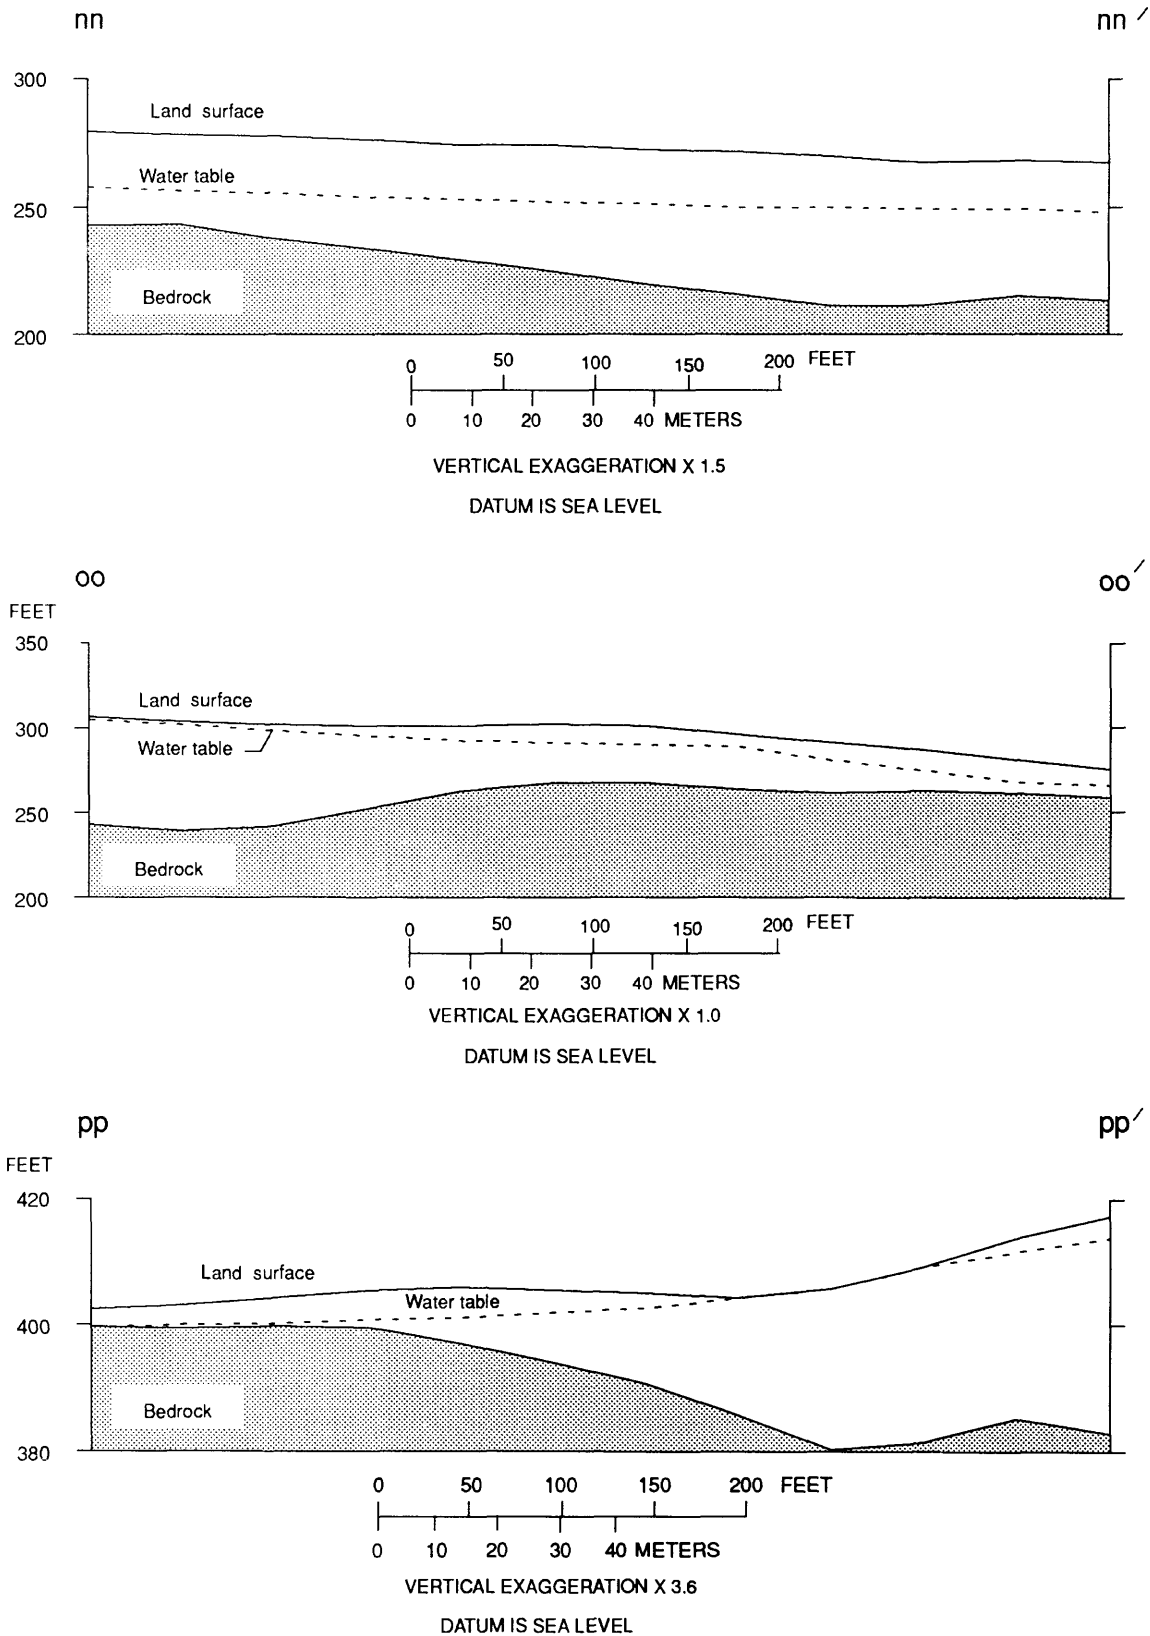 nn nn′
300
Land surface
Water table
250
Bedrock
200
0 50 100 150 200 FEET
0 10 20 30 40 METERS
VERTICAL EXAGGERATION X 1.5
DATUM IS SEA LEVEL
oo oo′
FEET
350
Land surface
300
Water table
250
Bedrock
200
0 50 100 150 200 FEET
0 10 20 30 40 METERS
VERTICAL EXAGGERATION X 1.0
DATUM IS SEA LEVEL
pp pp′
FEET
420
Land surface
Water table
400
Bedrock
380
0 50 100 150 200 FEET
0 10 20 30 40 METERS
VERTICAL EXAGGERATION X 3.6
DATUM IS SEA LEVEL